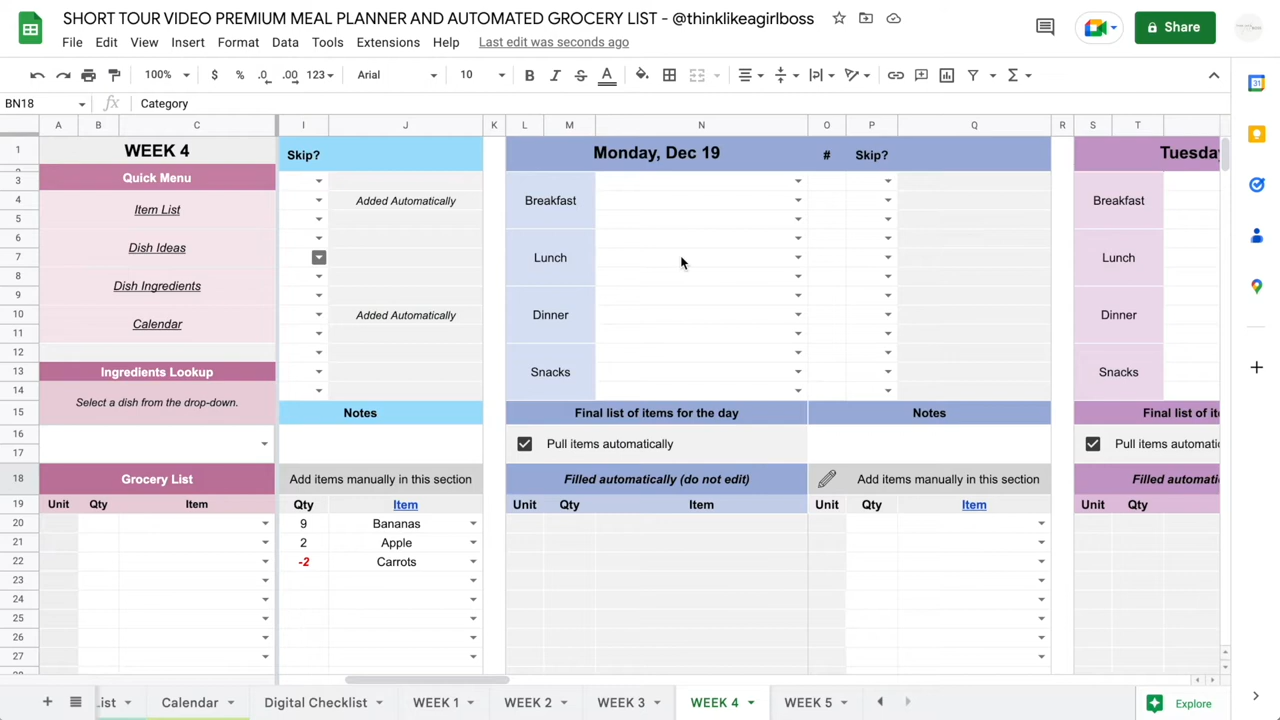 SHORT TOUR VIDEO PREMIUM MEAL PLANNER AND AUTOMATED GROCERY LIST - @thinklikeagirlboss
File Edit View Insert Format Data Tools Extensions Help Last edit was seconds ago
Share
100% $ % .0 .00 123 Arial 10 B I S A
BN18 fx Category
A B C I J K L M N O P Q R S T
1 WEEK 4 Skip? Monday, Dec 19 # Skip? Tuesda
Quick Menu
3
4 Item List Added Automatically Breakfast Breakfast
5
6
7 Dish Ideas Lunch Lunch
8
9 Dish Ingredients
10 Added Automatically Dinner Dinner
11 Calendar
12
13 Ingredients Lookup Snacks Snacks
14 Select a dish from the drop-down.
15 Notes Final list of items for the day Notes Final list of it
16 Pull items automatically Pull items automatic
17
18 Grocery List Add items manually in this section Filled automatically (do not edit) Add items manually in this section Filled automati
19 Unit Qty Item Qty Item Unit Qty Item Unit Qty Item Unit Qty
20 9 Bananas
21 2 Apple
22 -2 Carrots
23
24
25
26
27
List Calendar Digital Checklist WEEK 1 WEEK 2 WEEK 3 WEEK 4 WEEK 5 Explore
31